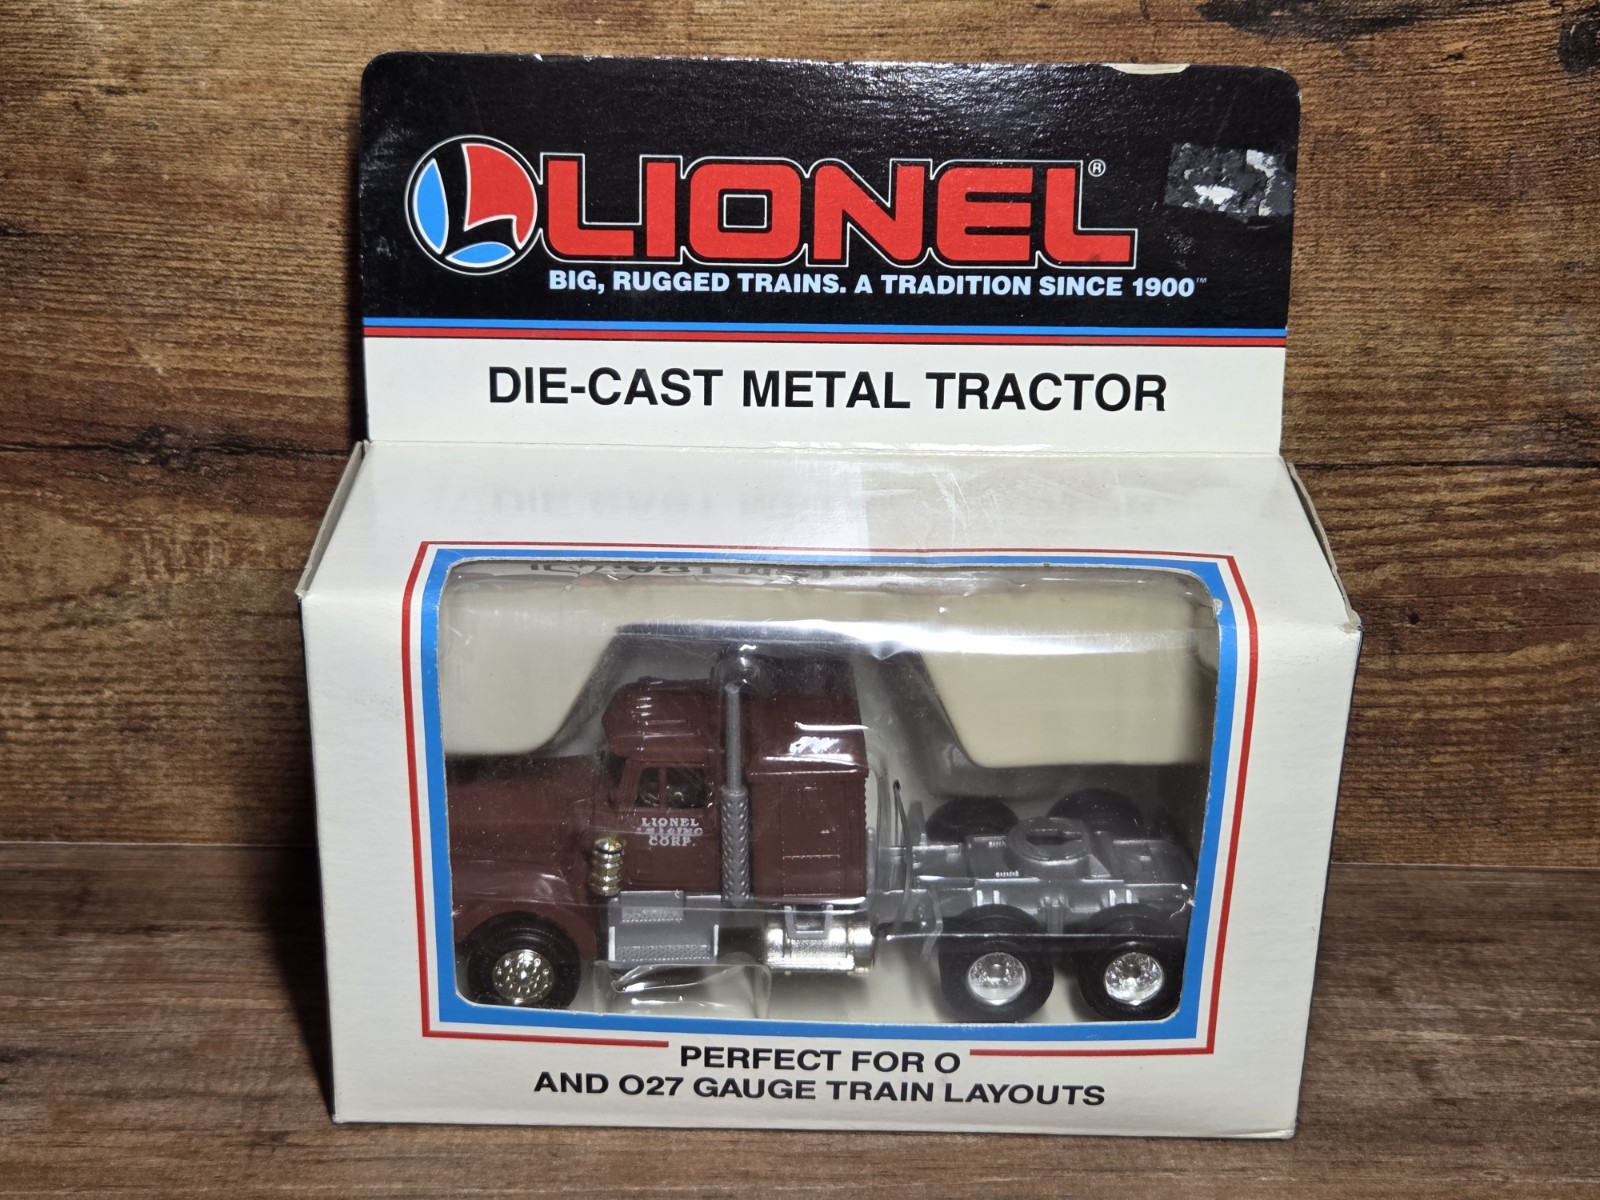 LIONEL®
BIG, RUGGED TRAINS. A TRADITION SINCE 1900™
DIE-CAST METAL TRACTOR
LIONEL
CORP.
PERFECT FOR O
AND O27 GAUGE TRAIN LAYOUTS